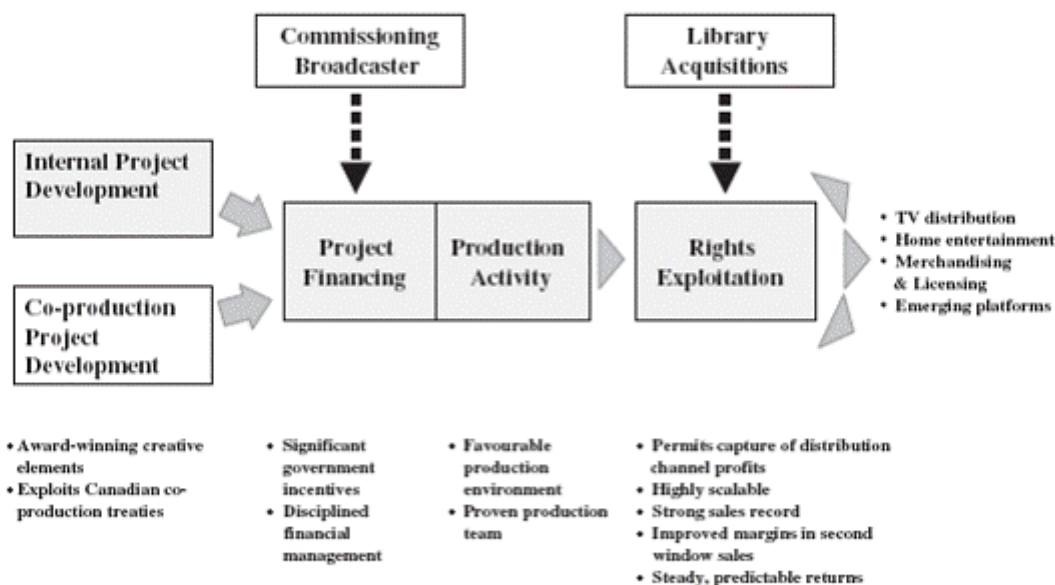 Commissioning
Broadcaster
Library
Acquisitions
Internal Project
Development
Co-production
Project
Development
Project
Financing
Production
Activity
Rights
Exploitation
• TV distribution
• Home entertainment
• Merchandising
& Licensing
• Emerging platforms
• Award-winning creative
elements
• Exploits Canadian co-
production treaties
• Significant
government
incentives
• Disciplined
financial
management
• Favourable
production
environment
• Proven production
team
• Permits capture of distribution
channel profits
• Highly scalable
• Strong sales record
• Improved margins in second
window sales
• Steady, predictable returns